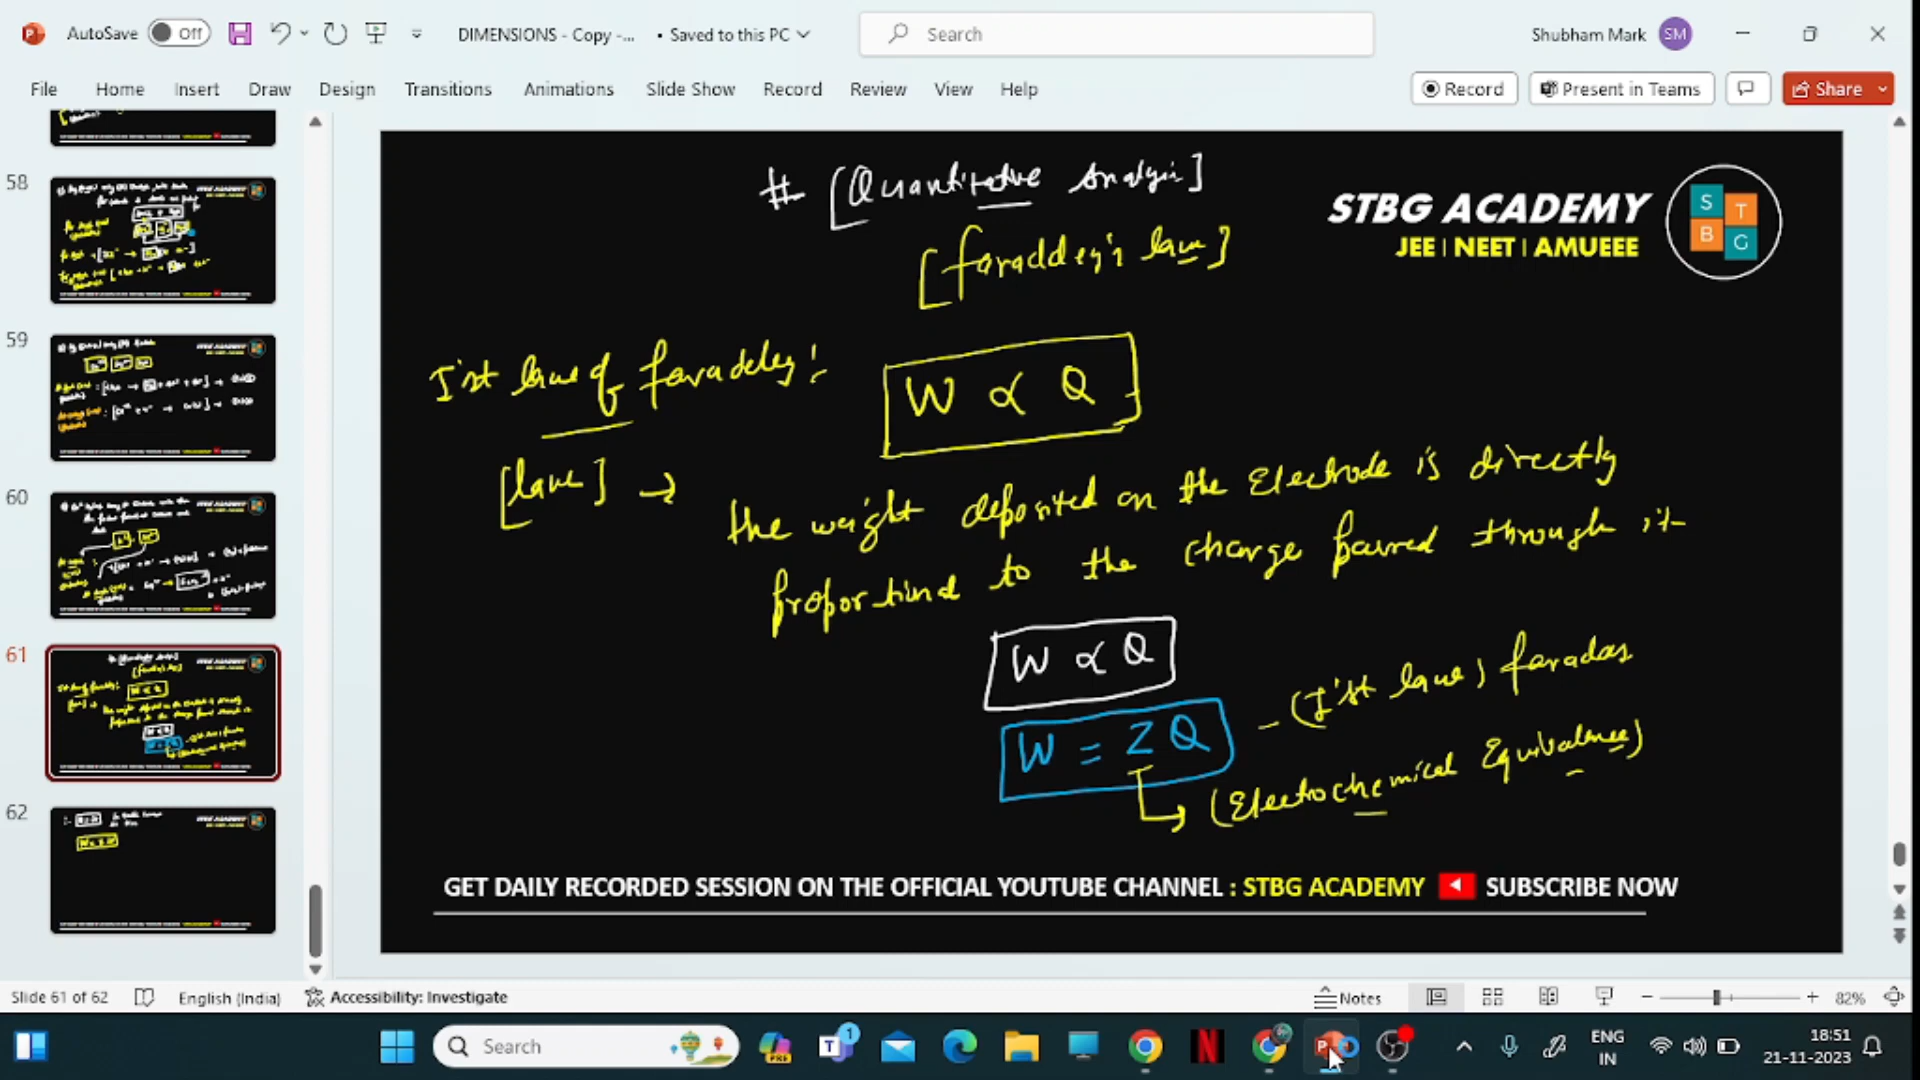 AutoSave Off DIMENSIONS - Copy -... • Saved to this PC Search Shubham Mark SM
File Home Insert Draw Design Transitions Animations Slide Show Record Review View Help Record Present in Teams Share
58
59
60
61
62
# [Quantitative Analysis]
[faraddey's law]
STBG ACADEMY
JEE | NEET | AMUEEE
S T B G
I'st law of faraddey:
W ∝ Q
[law] →
the weight deposited on the Electrode is directly
proportional to the charge passed through it
W ∝ Q
W = Z Q - (I'st law) faradas
(Electrochemical Equivalence)
GET DAILY RECORDED SESSION ON THE OFFICIAL YOUTUBE CHANNEL : STBG ACADEMY SUBSCRIBE NOW
Slide 61 of 62 English (India) Accessibility: Investigate Notes 82%
Search PRE T 1 N P ENG IN 18:51 21-11-2023